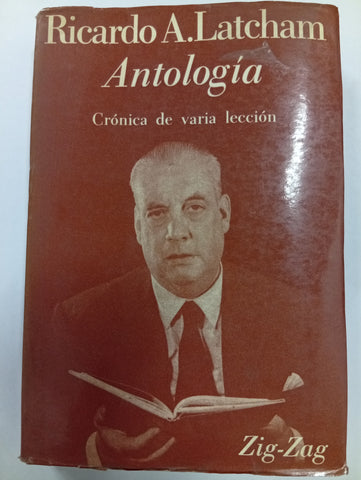 Ricardo A. Latcham
Antología
Crónica de varia lección
Zig-Zag